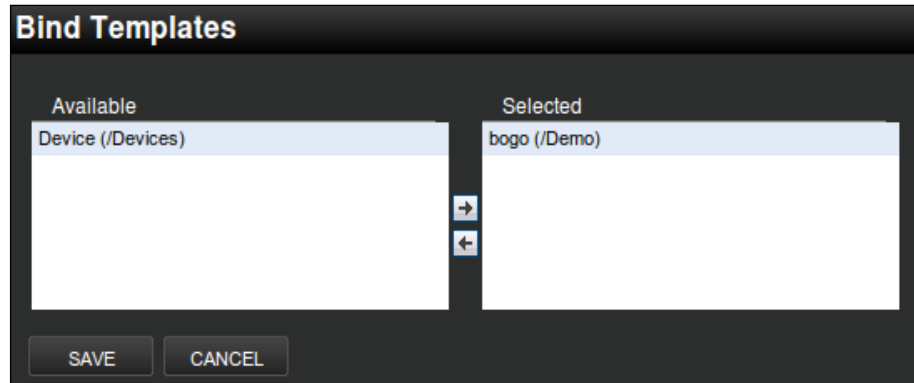 Bind Templates
Available
Selected
Device (/Devices)
bogo (/Demo)
SAVE
CANCEL